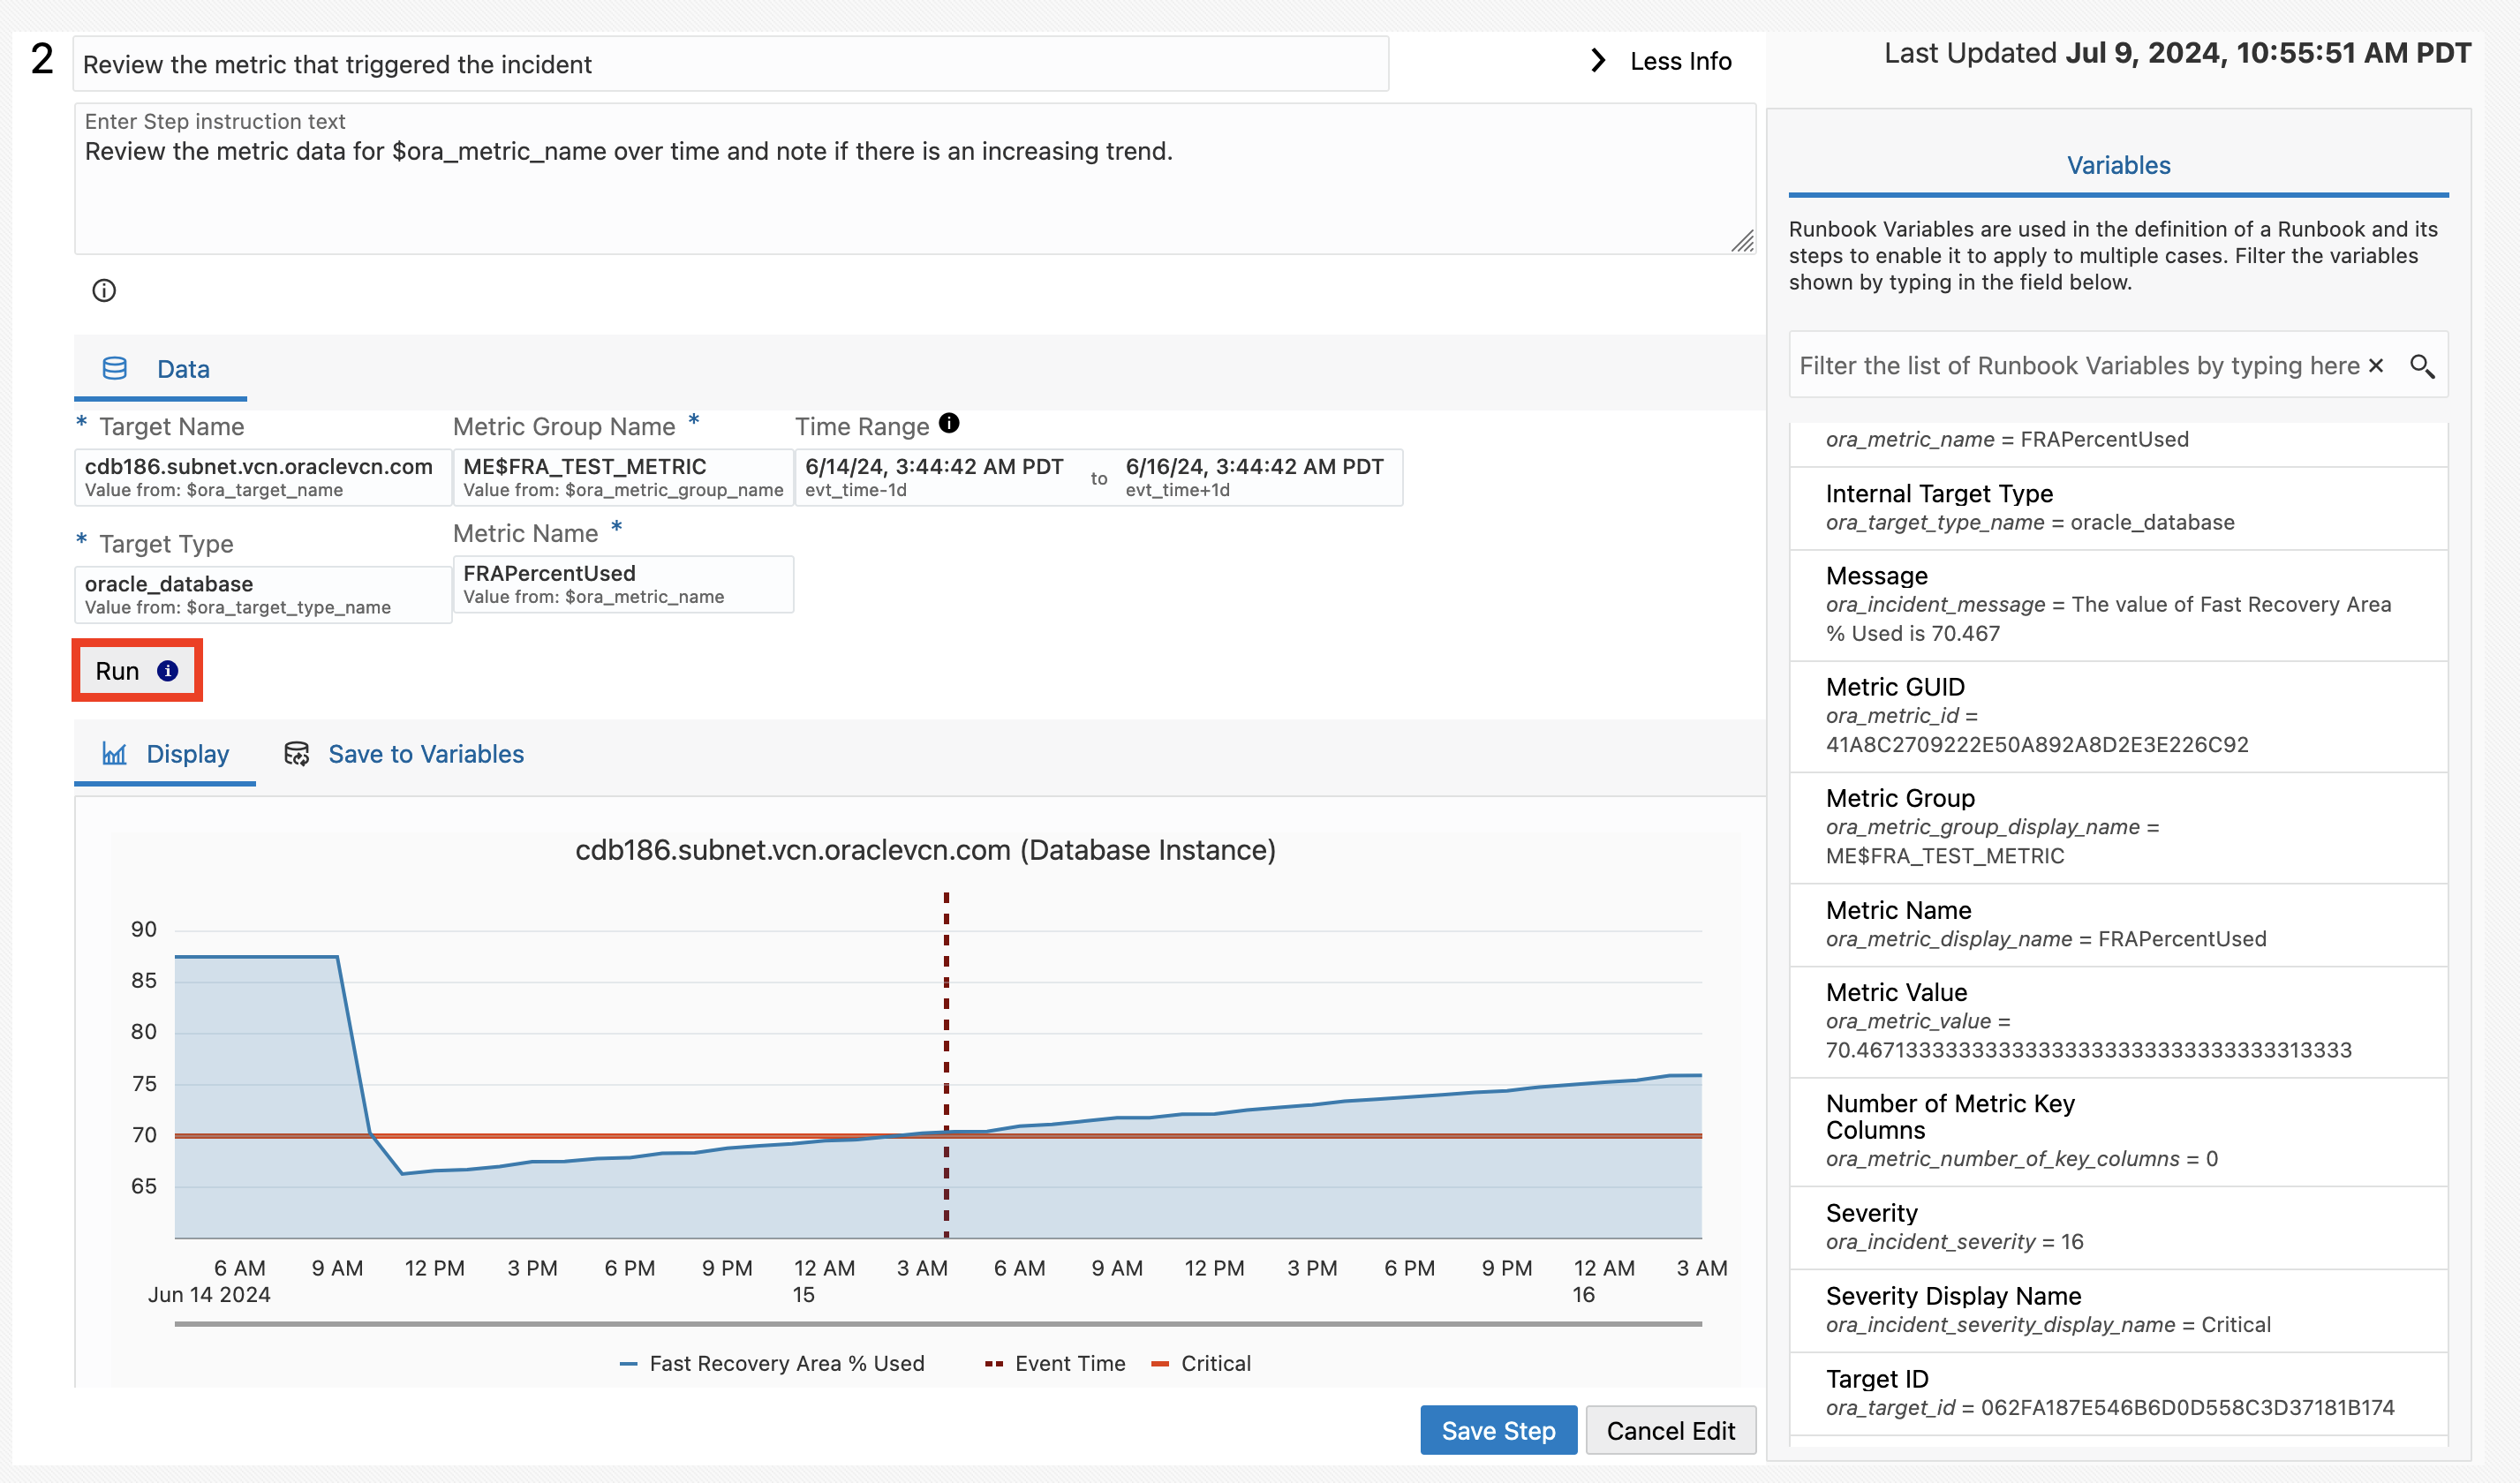 2
Review the metric that triggered the incident
Less Info
Enter Step instruction text
Review the metric data for $ora_metric_name over time and note if there is an increasing trend.
Data
* Target Name
cdb186.subnet.vcn.oraclevcn.com
Value from: $ora_target_name
Metric Group Name *
ME$FRA_TEST_METRIC
Value from: $ora_metric_group_name
Time Range
6/14/24, 3:44:42 AM PDT
evt_time-1d
to
6/16/24, 3:44:42 AM PDT
evt_time+1d
* Target Type
oracle_database
Value from: $ora_target_type_name
Metric Name *
FRAPercentUsed
Value from: $ora_metric_name
Run
Display
Save to Variables
cdb186.subnet.vcn.oraclevcn.com (Database Instance)
90
85
80
75
70
65
6 AM 9 AM 12 PM 3 PM 6 PM 9 PM 12 AM 3 AM 6 AM 9 AM 12 PM 3 PM 6 PM 9 PM 12 AM 3 AM
Jun 14 2024 15 16
Fast Recovery Area % Used Event Time Critical
Save Step
Cancel Edit
Last Updated Jul 9, 2024, 10:55:51 AM PDT
Variables
Runbook Variables are used in the definition of a Runbook and its
steps to enable it to apply to multiple cases. Filter the variables
shown by typing in the field below.
Filter the list of Runbook Variables by typing here
ora_metric_name = FRAPercentUsed
Internal Target Type
ora_target_type_name = oracle_database
Message
ora_incident_message = The value of Fast Recovery Area
% Used is 70.467
Metric GUID
ora_metric_id =
41A8C2709222E50A892A8D2E3E226C92
Metric Group
ora_metric_group_display_name =
ME$FRA_TEST_METRIC
Metric Name
ora_metric_display_name = FRAPercentUsed
Metric Value
ora_metric_value =
Number of Metric Key
Columns
ora_metric_number_of_key_columns = 0
Severity
ora_incident_severity = 16
Severity Display Name
ora_incident_severity_display_name = Critical
Target ID
ora_target_id = 062FA187E546B6D0D558C3D37181B174